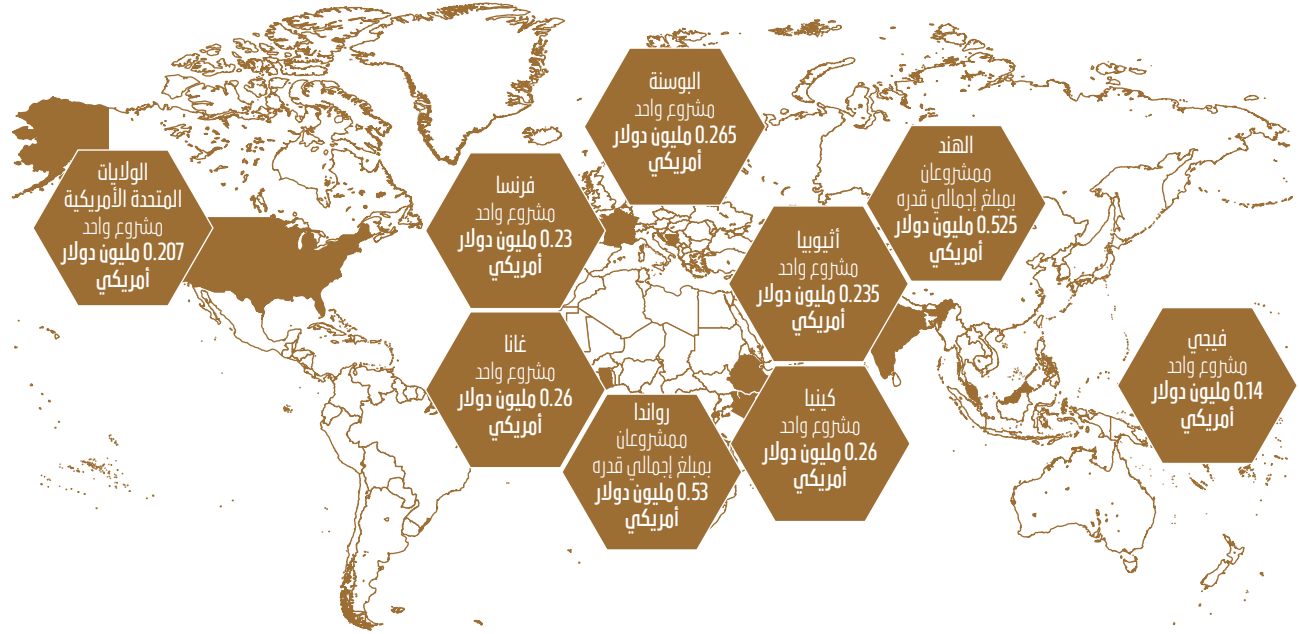 البوسنة
مشروع واحد
0.265 مليون دولار
أمريكي
الهند
ممشروعان
بمبلغ إجمالي قدره
0.525 مليون دولار
أمريكي
الولايات
المتحدة الأمريكية
مشروع واحد
0.207 مليون دولار
أمريكي
فرنسا
مشروع واحد
0.23 مليون دولار
أمريكي
أثيوبيا
مشروع واحد
0.235 مليون دولار
أمريكي
غانا
مشروع واحد
0.26 مليون دولار
أمريكي
رواندا
ممشروعان
بمبلغ إجمالي قدره
0.53 مليون دولار
أمريكي
كينيا
مشروع واحد
0.26 مليون دولار
أمريكي
فيجي
مشروع واحد
0.14 مليون دولار
أمريكي